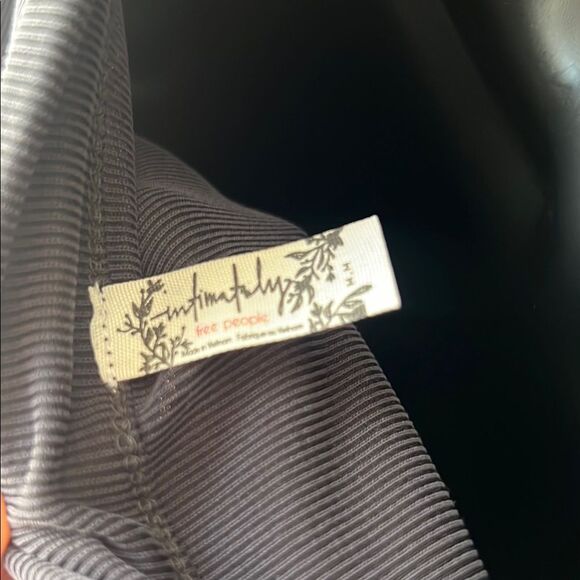 intimately
free people
Made in Vietnam Fabriqué au Vietnam
M.M